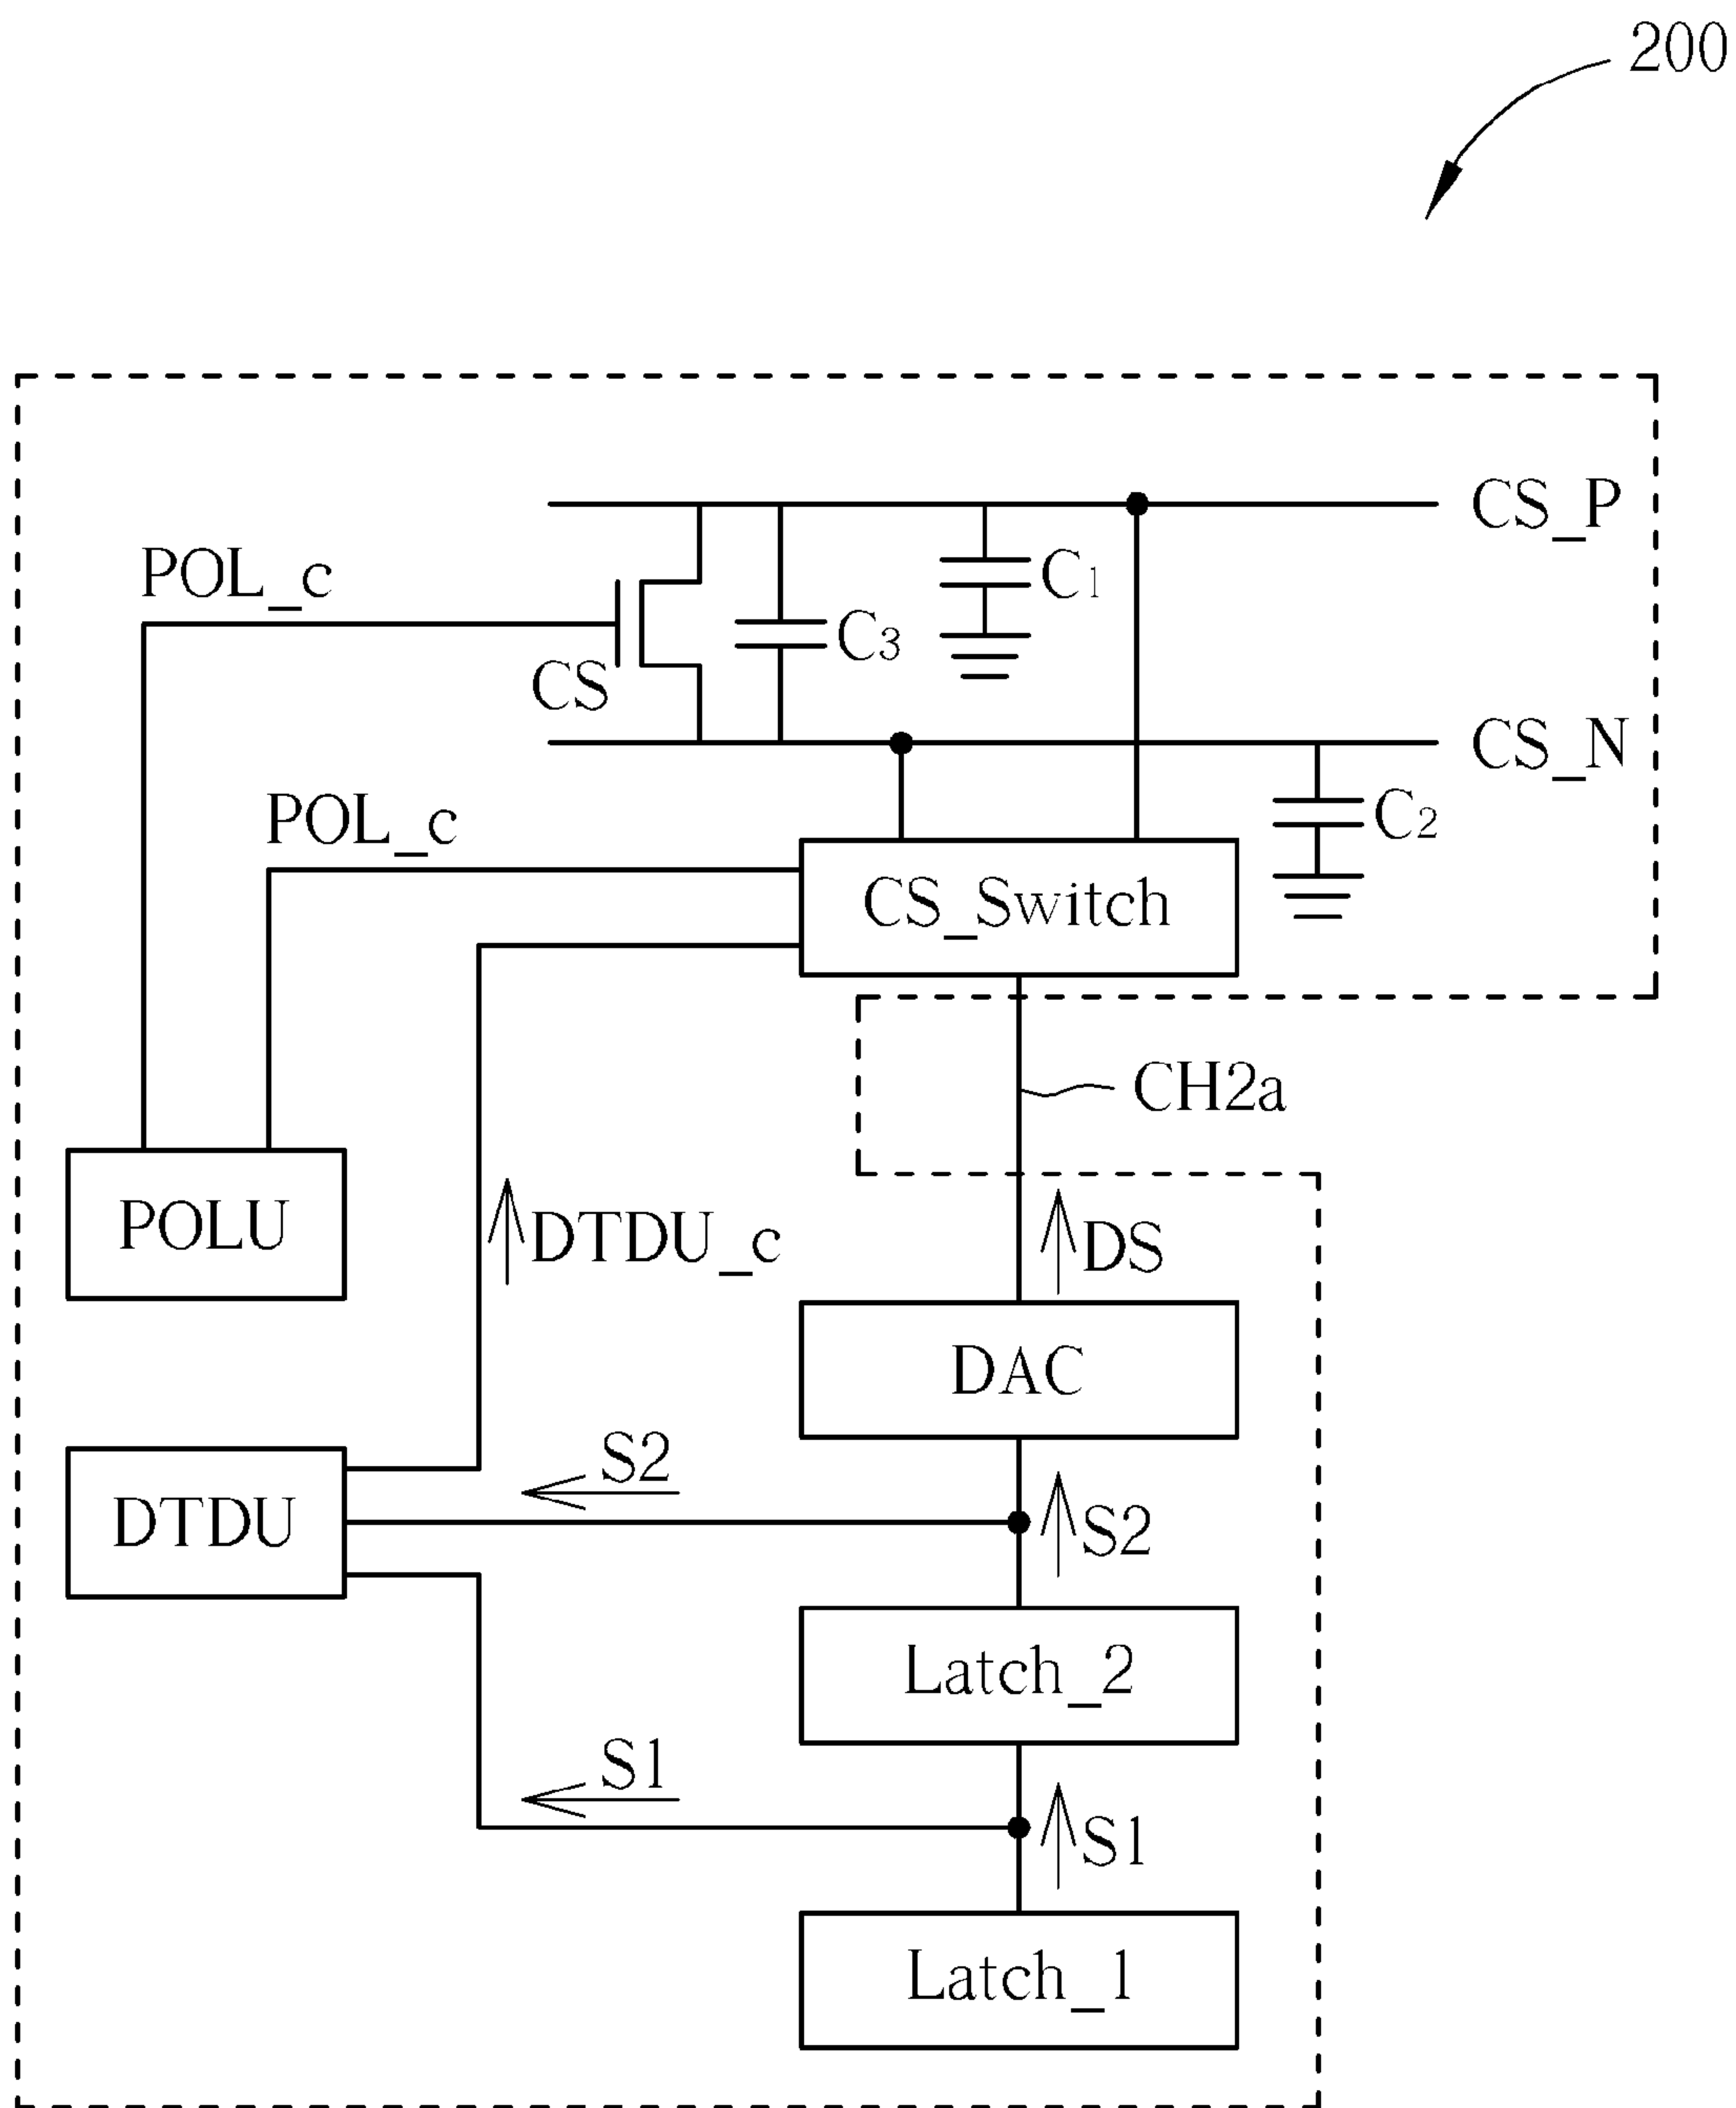 200
CS_P
POL_c
C1
C3
CS
CS_N
POL_c
C2
CS_Switch
CH2a
POLU
DTDU_c
DS
DAC
S2
DTDU
S2
Latch_2
S1
S1
Latch_1